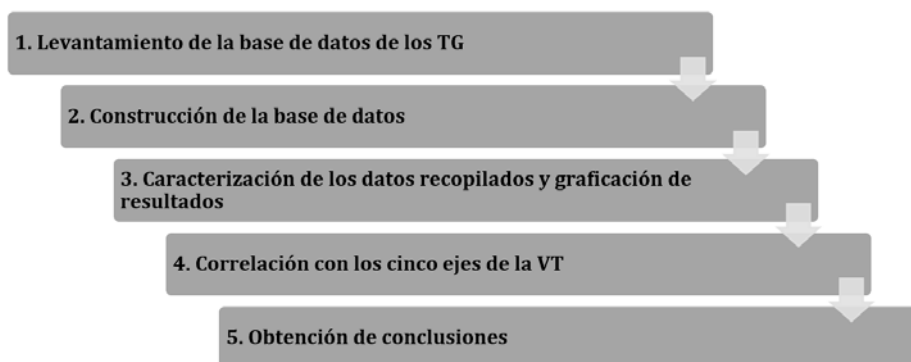 1. Levantamiento de la base de datos de los TG
2. Construcción de la base de datos
3. Caracterización de los datos recopilados y graficación de
resultados
4. Correlación con los cinco ejes de la VT
5. Obtención de conclusiones